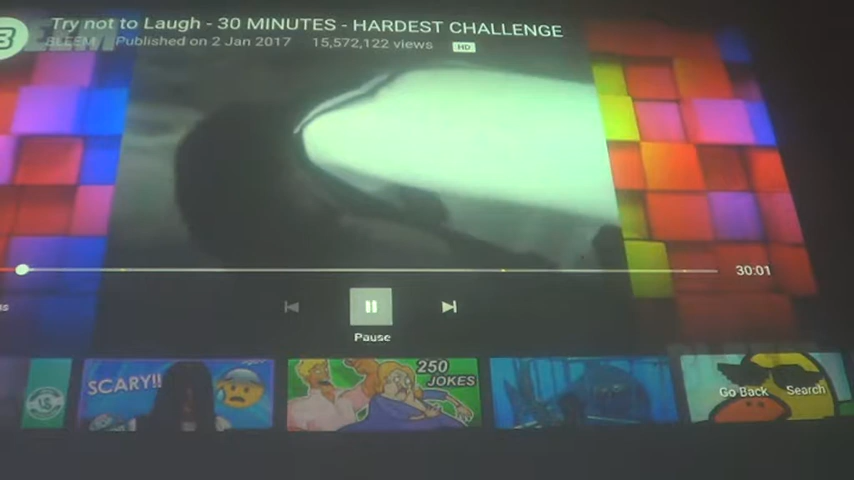 Try not to Laugh - 30 MINUTES - HARDEST CHALLENGE
Published on 2 Jan 2017 15,572,122 views HD
30:01
Pause
SCARY!!
250
JOKES
Go Back
Search